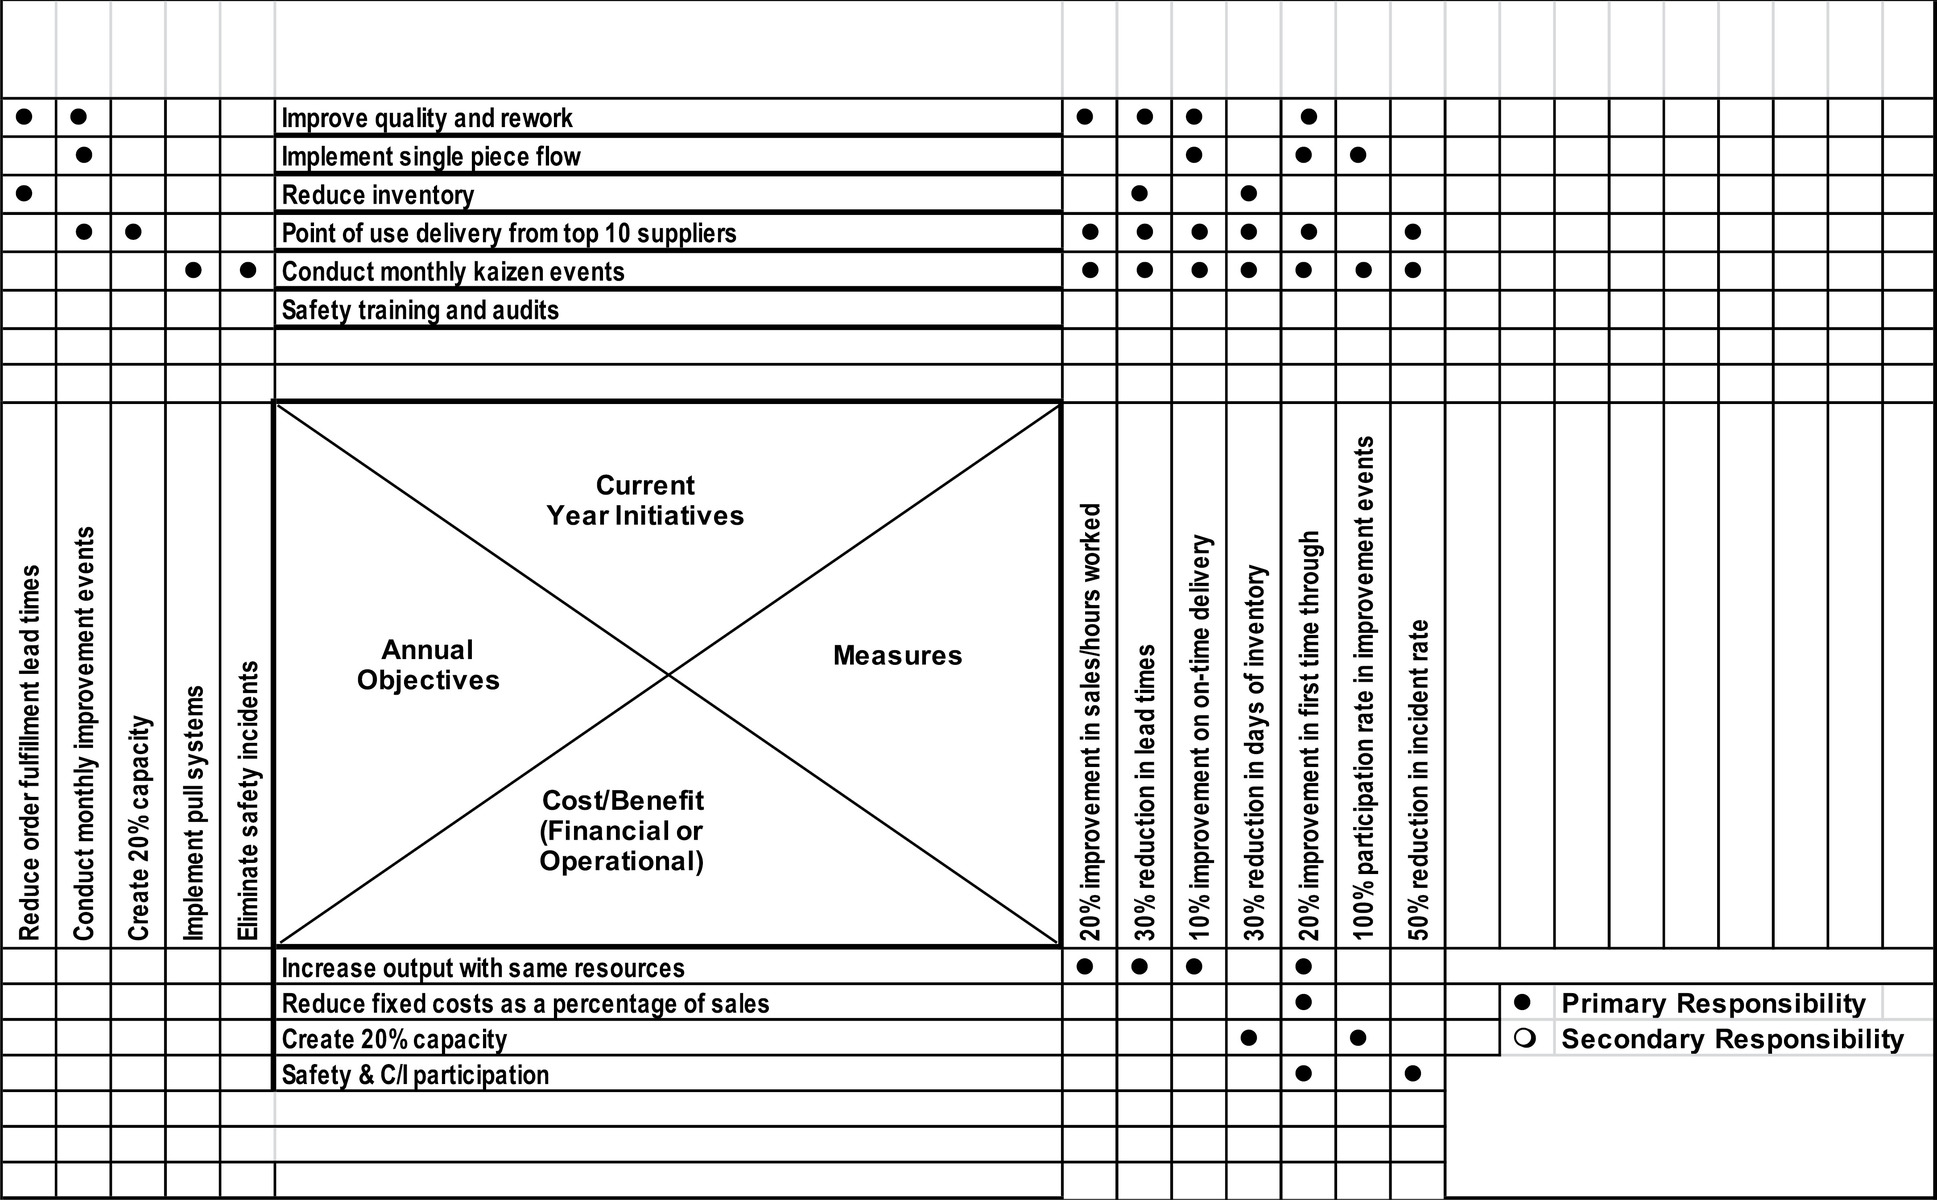 Improve quality and rework
Implement single piece flow
Reduce inventory
Point of use delivery from top 10 suppliers
Conduct monthly kaizen events
Safety training and audits
Reduce order fulfillment lead times
Conduct monthly improvement events
Create 20% capacity
Implement pull systems
Eliminate safety incidents
Current
Year Initiatives
Annual
Objectives
Measures
Cost/Benefit
(Financial or
Operational)
20% improvement in sales/hours worked
30% reduction in lead times
10% improvement on on-time delivery
30% reduction in days of inventory
20% improvement in first time through
100% participation rate in improvement events
50% reduction in incident rate
Increase output with same resources
Reduce fixed costs as a percentage of sales
Create 20% capacity
Safety & C/I participation
Primary Responsibility
Secondary Responsibility